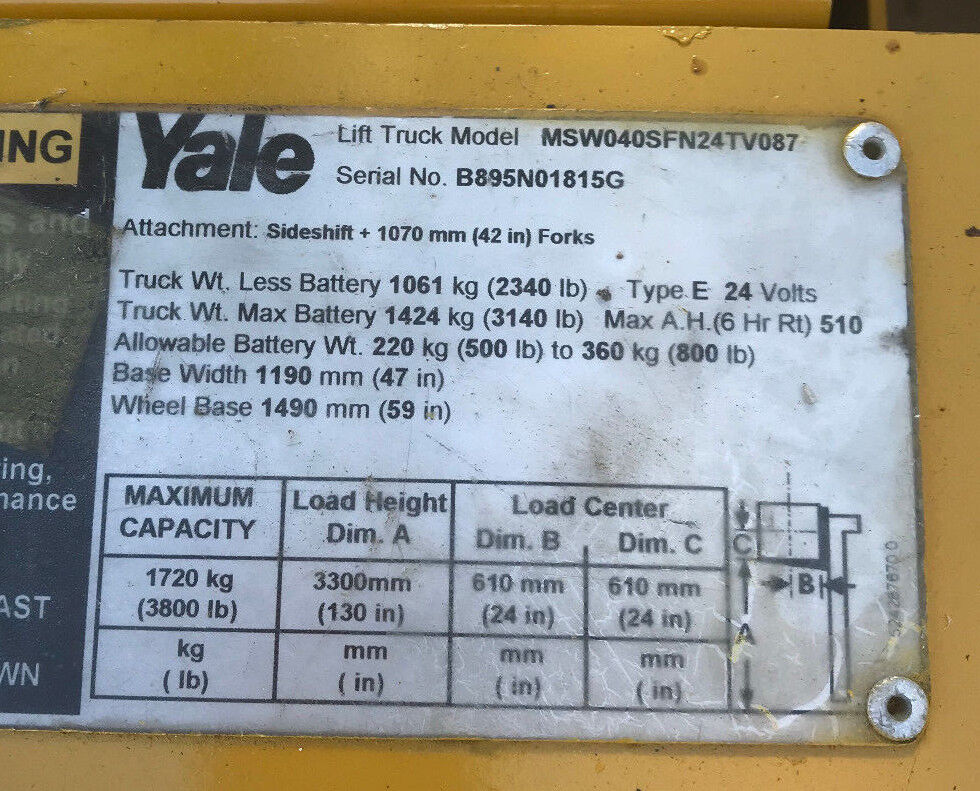 ING
s and
ly
Yale
Lift Truck Model MSW040SFN24TV087
Serial No. B895N01815G
Attachment: Sideshift + 1070 mm (42 in) Forks
Truck Wt. Less Battery 1061 kg (2340 lb) Type E 24 Volts
Truck Wt. Max Battery 1424 kg (3140 lb) Max A.H.(6 Hr Rt) 510
Allowable Battery Wt. 220 kg (500 lb) to 360 kg (800 lb)
Base Width 1190 mm (47 in)
Wheel Base 1490 mm (59 in)
ing,
nance
AST
WN
MAXIMUM CAPACITY
Load Height Dim. A
Load Center
Dim. B Dim. C
1720 kg 3300mm 610 mm 610 mm
(3800 lb) (130 in) (24 in) (24 in)
kg mm mm mm
( lb) ( in) ( in) ( in)
C
B
A